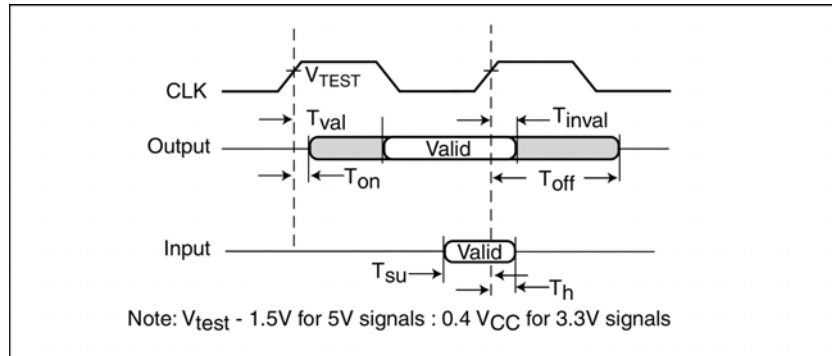 CLK
VTEST
Tval
Tinval
Output
Valid
Ton
Toff
Input
Valid
Tsu
Th
Note: Vtest - 1.5V for 5V signals : 0.4 VCC for 3.3V signals